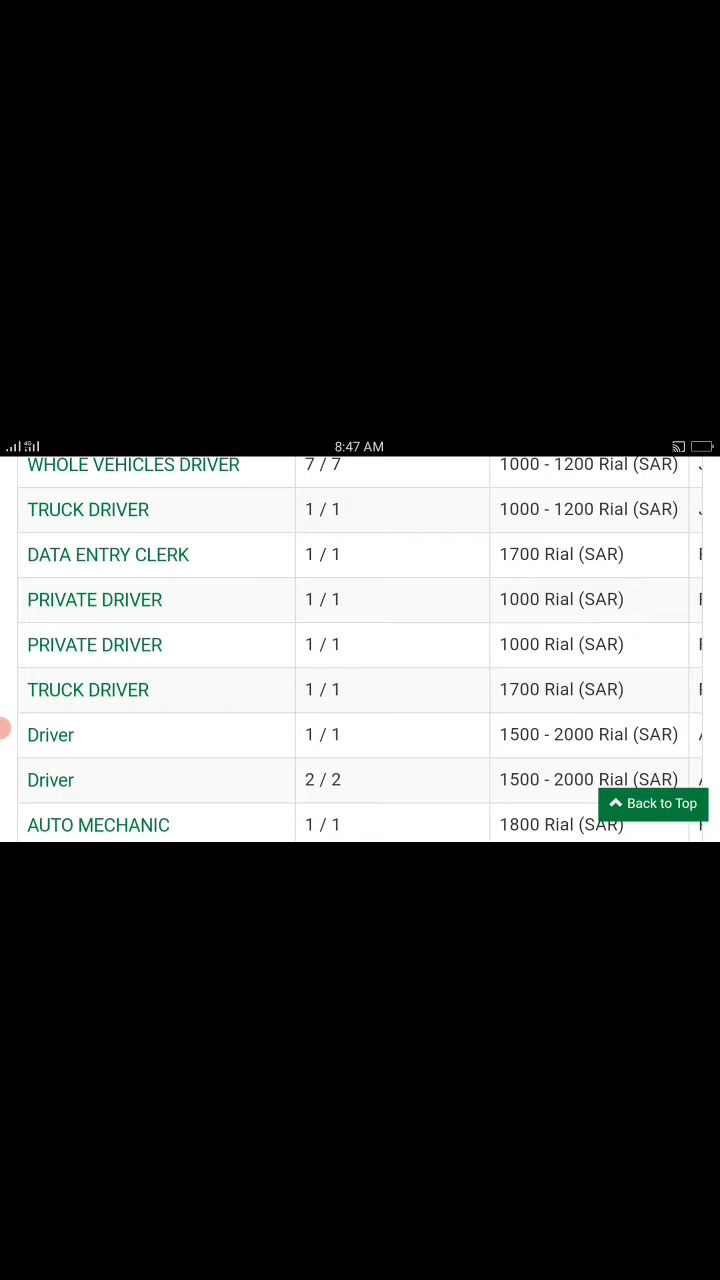 8:47 AM
WHOLE VEHICLES DRIVER 7 / 7 1000 - 1200 Rial (SAR)
TRUCK DRIVER 1 / 1 1000 - 1200 Rial (SAR)
DATA ENTRY CLERK 1 / 1 1700 Rial (SAR)
PRIVATE DRIVER 1 / 1 1000 Rial (SAR)
PRIVATE DRIVER 1 / 1 1000 Rial (SAR)
TRUCK DRIVER 1 / 1 1700 Rial (SAR)
Driver 1 / 1 1500 - 2000 Rial (SAR)
Driver 2 / 2 1500 - 2000 Rial (SAR)
Back to Top
AUTO MECHANIC 1 / 1 1800 Rial (SAR)